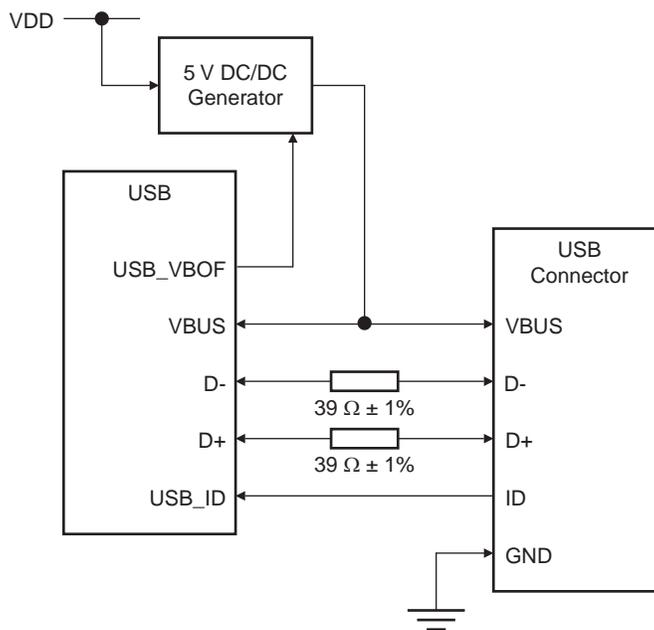 VDD
5 V DC/DC
Generator
USB
USB_VBOF
VBUS
D-
D+
USB_ID
39 Ω ± 1%
39 Ω ± 1%
USB
Connector
VBUS
D-
D+
ID
GND